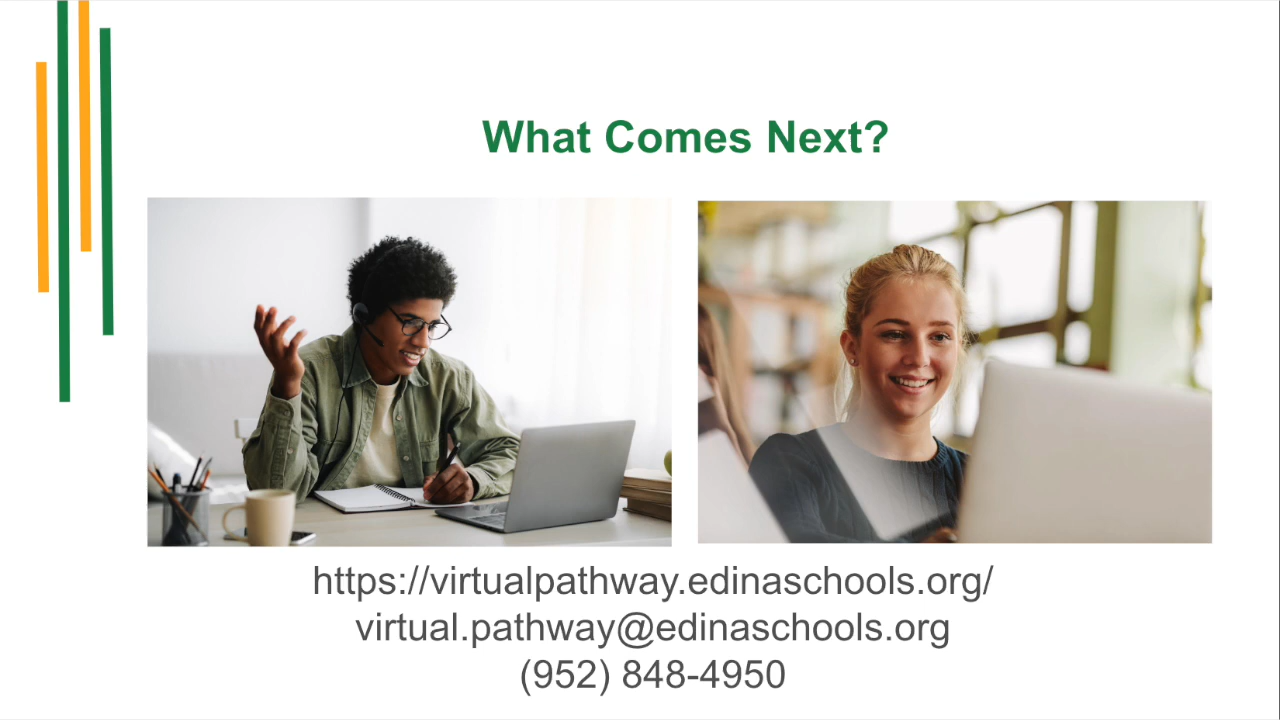 What Comes Next?
https://virtualpathway.edinaschools.org/
virtual.pathway@edinaschools.org
(952) 848-4950